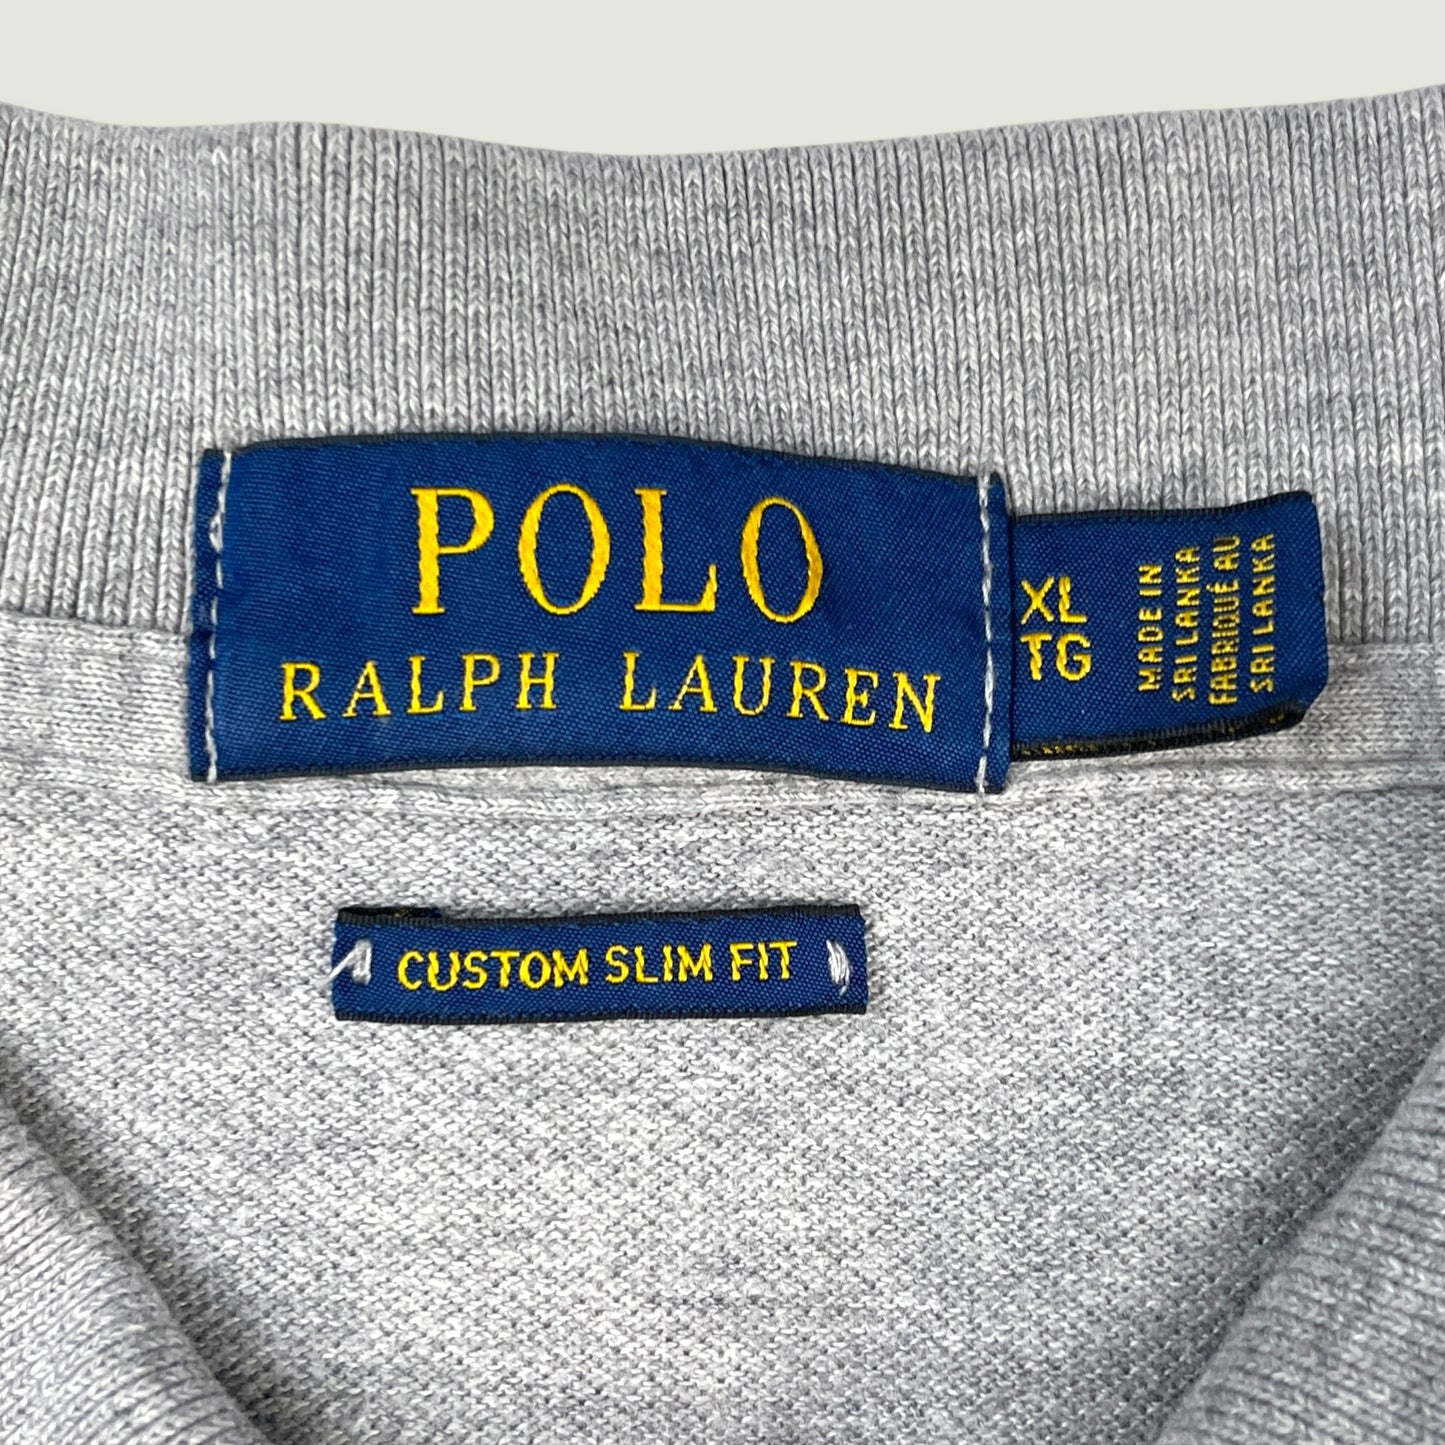 POLO
RALPH LAUREN
XL
TG
MADE IN
SRI LANKA
FABRIQUÉ AU
SRI LANKA
CUSTOM SLIM FIT